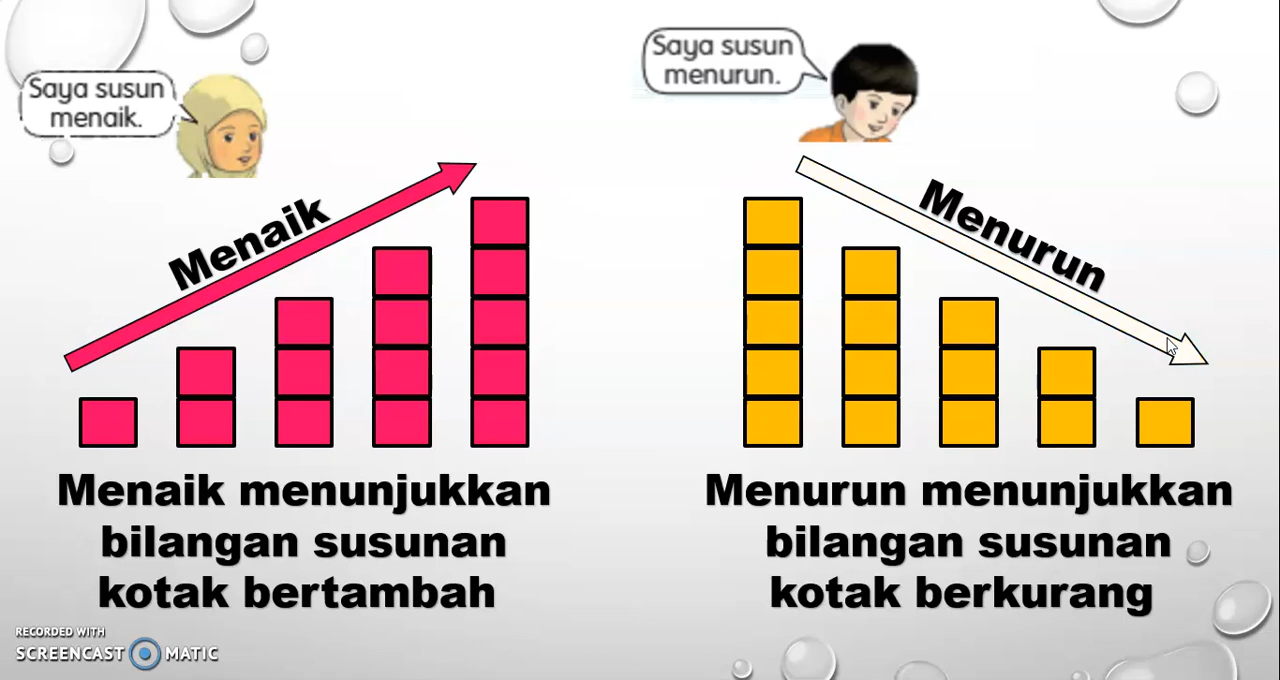 Saya susun
menaik.
Menaik
Menaik menunjukkan
bilangan susunan
kotak bertambah
Saya susun
menurun.
Menurun
Menurun menunjukkan
bilangan susunan
kotak berkurang
RECORDED WITH
SCREENCAST MATIC